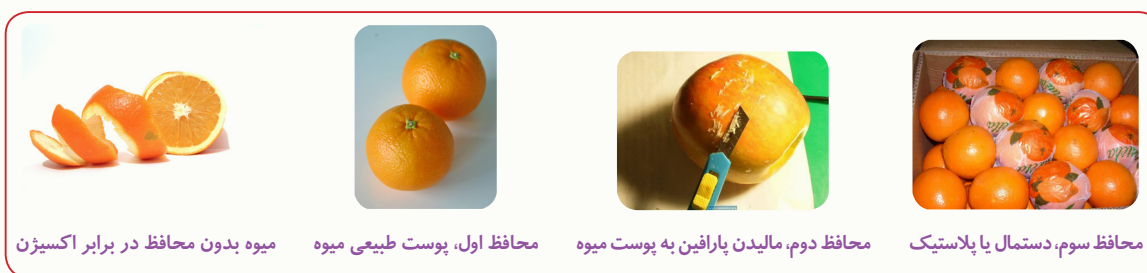 محافظ سوم، دستمال یا پلاستیک
محافظ دوم، مالیدن پارافین به پوست میوه
محافظ اول، پوست طبیعی میوه
میوه بدون محافظ در برابر اکسیژن